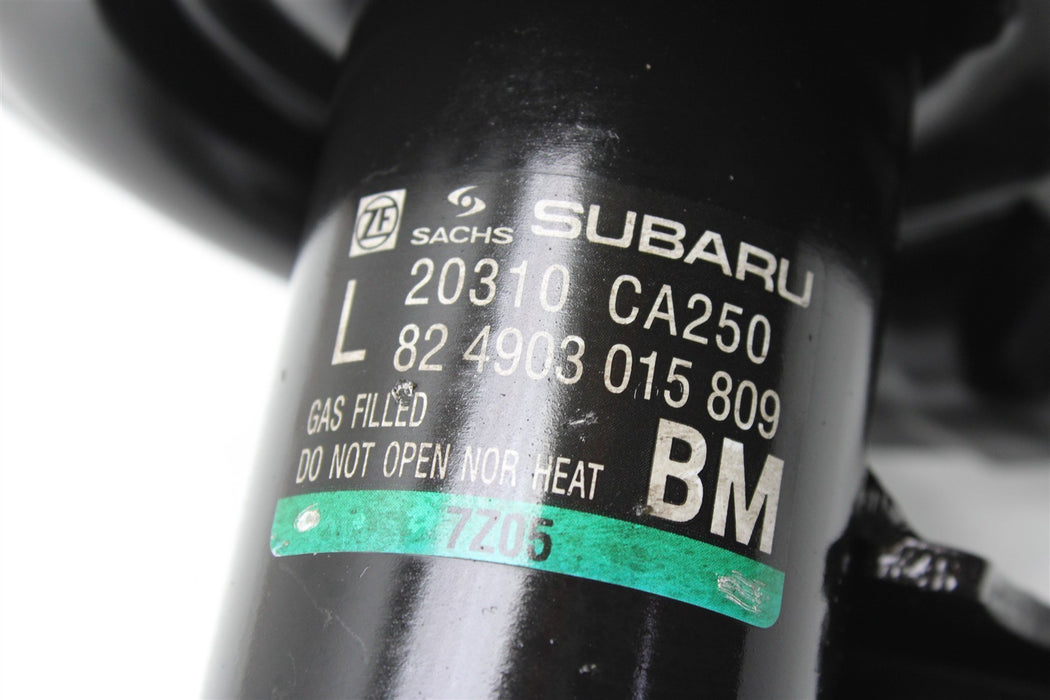 ZF SACHS SUBARU
L 20310 CA250
82 4903 015 809
GAS FILLED
DO NOT OPEN NOR HEAT BM
7Z05